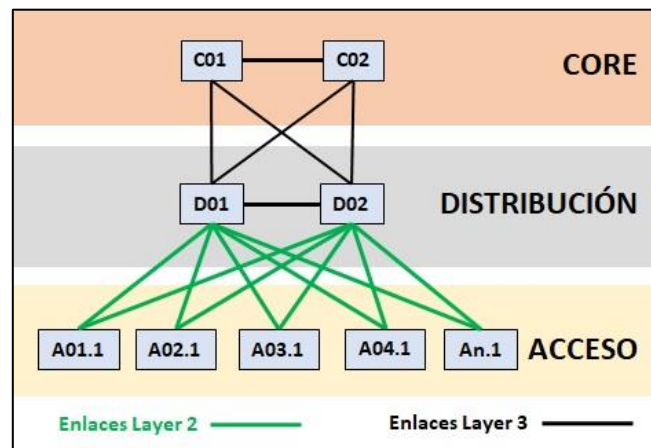 C01
C02
CORE
D01
D02
DISTRIBUCIÓN
A01.1
A02.1
A03.1
A04.1
An.1
ACCESO
Enlaces Layer 2
Enlaces Layer 3